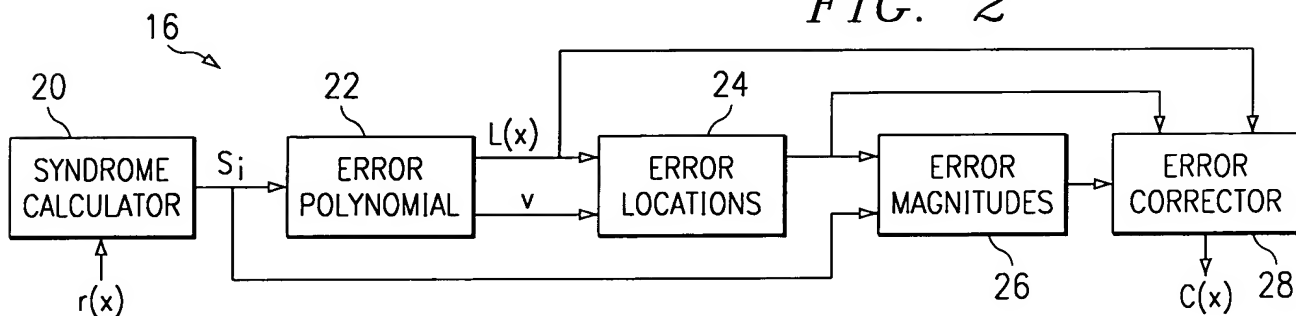 FIG. 2
16
20
SYNDROME
CALCULATOR
r(x)
Si
22
ERROR
POLYNOMIAL
L(x)
v
24
ERROR
LOCATIONS
ERROR
MAGNITUDES
26
ERROR
CORRECTOR
28
C(x)